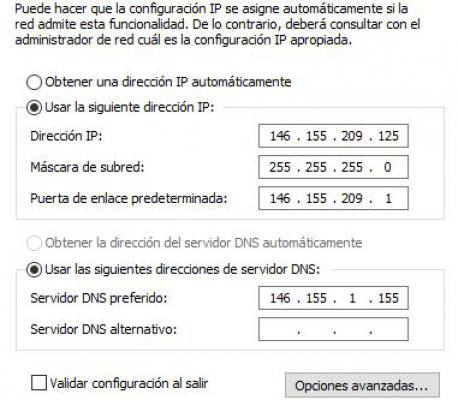 Puede hacer que la configuración IP se asigne automáticamente si la
red admite esta funcionalidad. De lo contrario, deberá consultar con el
administrador de red cuál es la configuración IP apropiada.
Obtener una dirección IP automáticamente
Usar la siguiente dirección IP:
Dirección IP: 146 . 155 . 209 . 125
Máscara de subred: 255 . 255 . 255 . 0
Puerta de enlace predeterminada: 146 . 155 . 209 . 1
Obtener la dirección del servidor DNS automáticamente
Usar las siguientes direcciones de servidor DNS:
Servidor DNS preferido: 146 . 155 . 1 . 155
Servidor DNS alternativo: . . .
Validar configuración al salir
Opciones avanzadas...